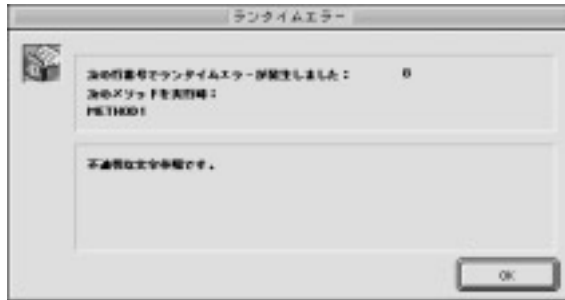 ランタイムエラー
次の行番号でランタイムエラーが発生しました： 0
次のメソッドを実行時：
METHOD1
不適切な文字参照です。
OK